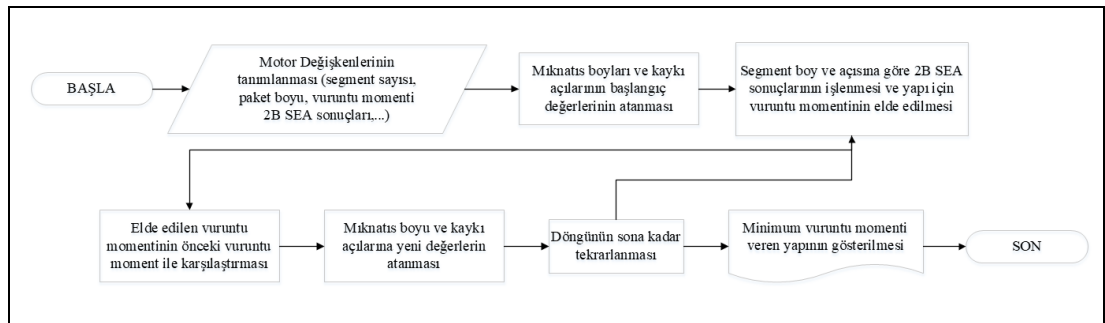 BAŞLA
Motor Değişkenlerinin
tanımlanması (segment sayısı,
paket boyu, vuruntu momenti
2B SEA sonuçları,...)
Mıknatıs boyları ve kaykı
açılarının başlangıç
değerlerinin atanması
Segment boy ve açısına göre 2B SEA
sonuçlarının işlenmesi ve yapı için
vuruntu momentinin elde edilmesi
Elde edilen vuruntu
momentinin önceki vuruntu
moment ile karşılaştırması
Mıknatıs boyu ve kaykı
açılarına yeni değerlerin
atanması
Döngünün sona kadar
tekrarlanması
Minimum vuruntu momenti
veren yapının gösterilmesi
SON